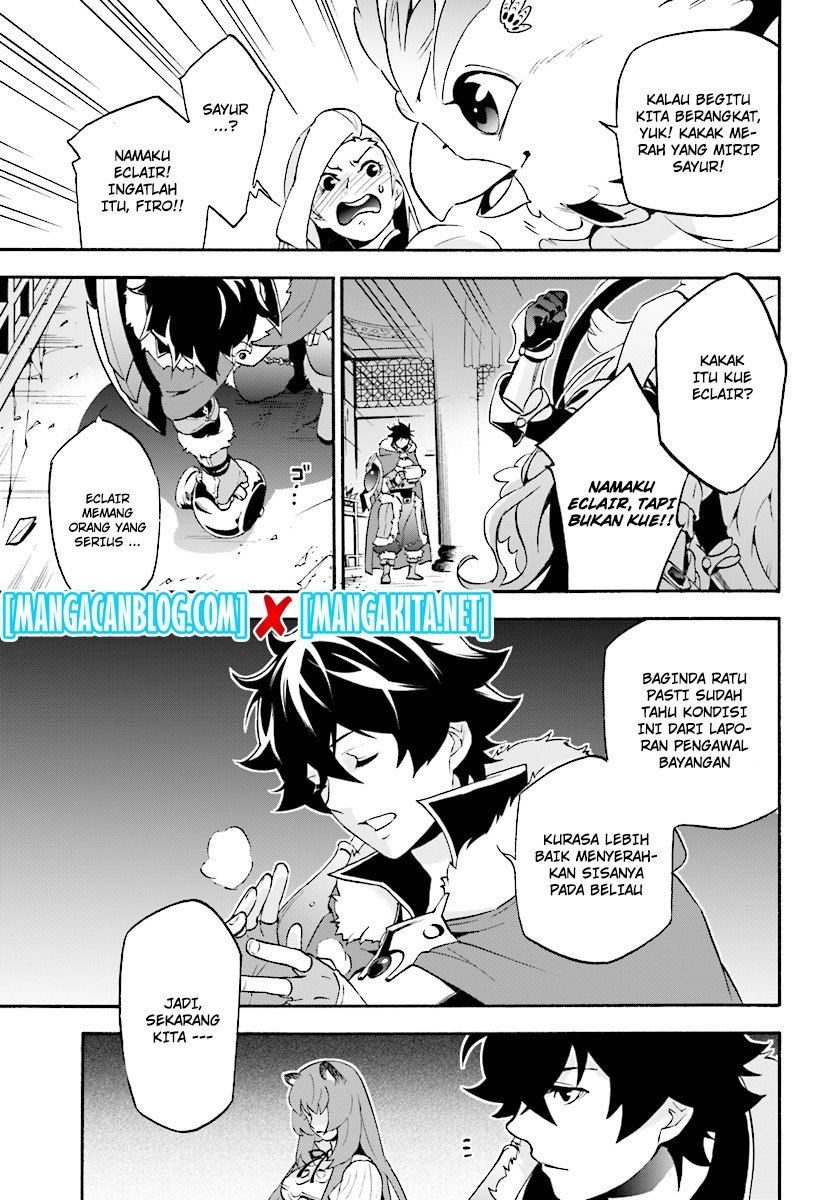 KALAU BEGITU
KITA BERANGKAT,
YUK! KAKAK ME-
RAH YANG MIRIP
SAYUR!
SAYUR
...?
NAMAKU
ECLAIR!
INGATLAH
ITU, FIRO!!
KAKAK
ITU KUE
ECLAIR?
NAMAKU
ECLAIR, TAPI
BUKAN KUE!!
ゴ...
ECLAIR
MEMANG
ORANG YANG
SERIUS ...
[MANGACANBLOG.COM] X [MANGAKITA.NET]
BAGINDA RATU
PASTI SUDAH
TAHU KONDISI
INI DARI LAPO-
RAN PENGAWAL
BAYANGAN
KURASA LEBIH
BAIK MENYERAH-
KAN SISANYA
PADA BELIAU
JADI,
SEKARANG
KITA ---